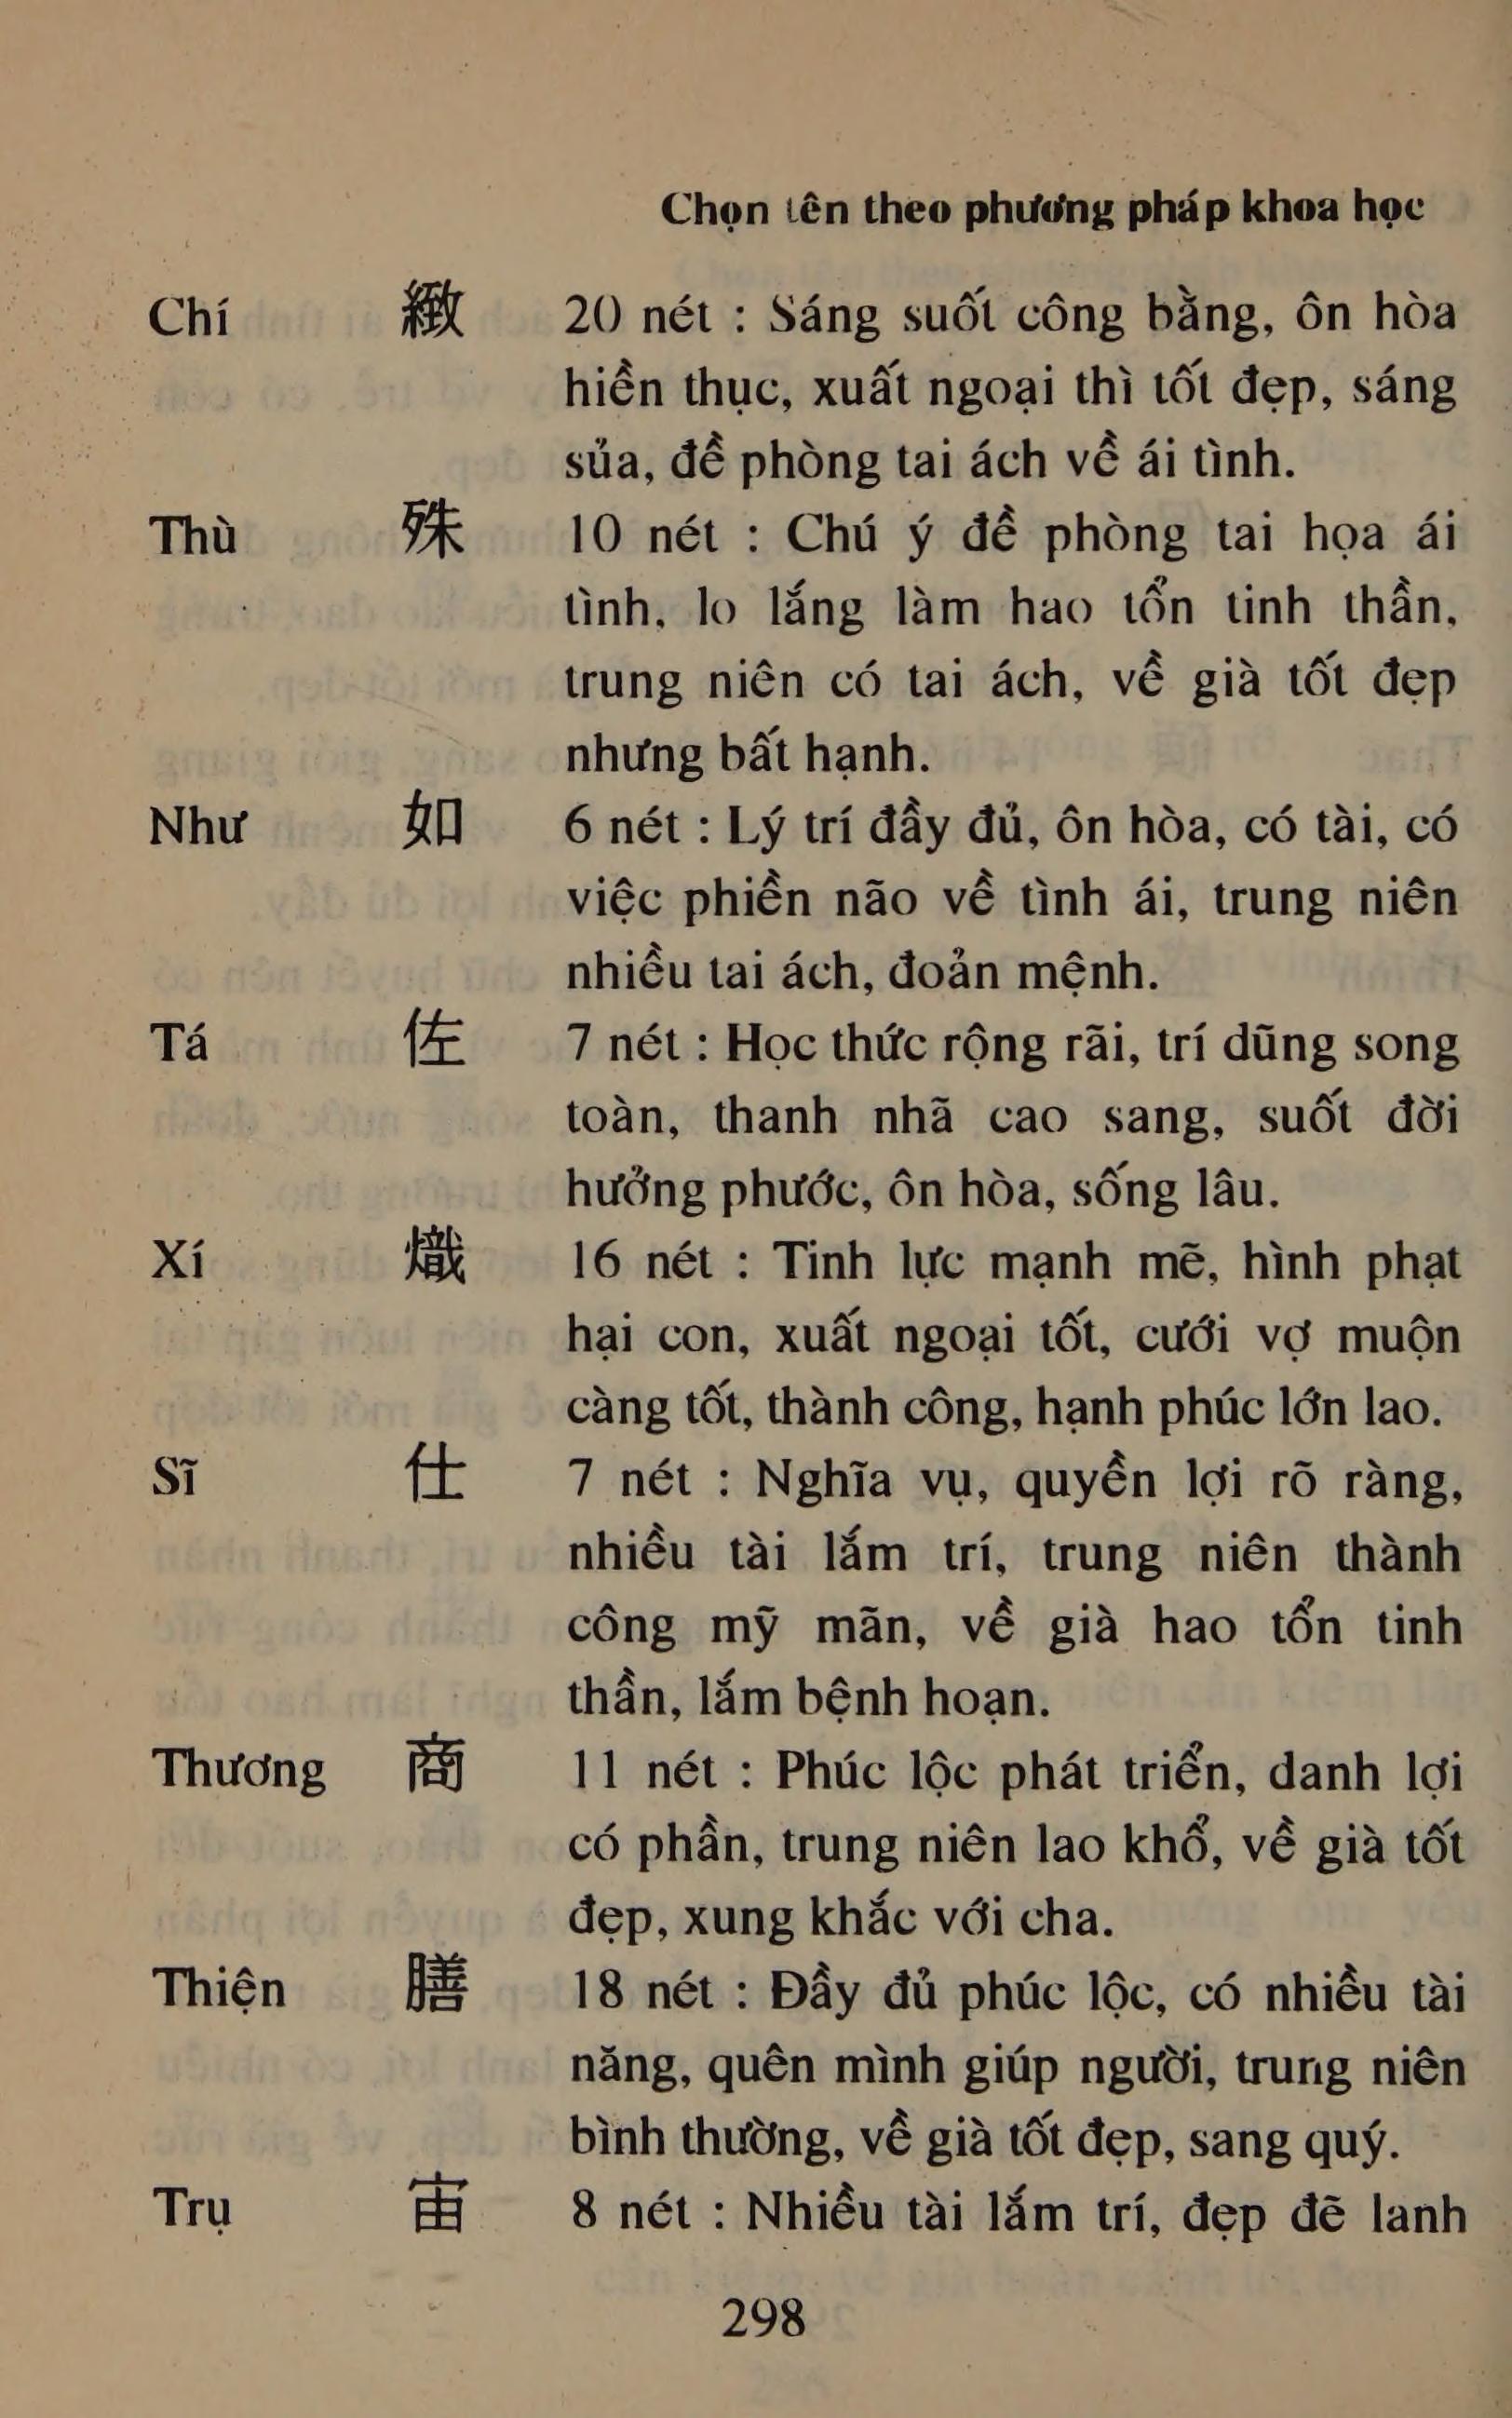 Chọn tên theo phương pháp khoa học
Chí 緻 20 nét : Sáng suốt công bằng, ôn hòa
hiền thục, xuất ngoại thì tốt đẹp, sáng
sủa, đề phòng tai ách về ái tình.
Thù 殊 10 nét : Chú ý đề phòng tai họa ái
tình, lo lắng làm hao tổn tinh thần,
trung niên có tai ách, về già tốt đẹp
nhưng bất hạnh.
Như 如 6 nét : Lý trí đầy đủ, ôn hòa, có tài, có
việc phiền não về tình ái, trung niên
nhiều tai ách, đoản mệnh.
Tá 佐 7 nét : Học thức rộng rãi, trí dũng song
toàn, thanh nhã cao sang, suốt đời
hưởng phước, ôn hòa, sống lâu.
Xí 熾 16 nét : Tinh lực mạnh mẽ, hình phạt
hại con, xuất ngoại tốt, cưới vợ muộn
càng tốt, thành công, hạnh phúc lớn lao.
Sĩ 仕 7 nét : Nghĩa vụ, quyền lợi rõ ràng,
nhiều tài lắm trí, trung niên thành
công mỹ mãn, về già hao tổn tinh
thần, lắm bệnh hoạn.
Thương 商 11 nét : Phúc lộc phát triển, danh lợi
có phần, trung niên lao khổ, về già tốt
đẹp, xung khắc với cha.
Thiện 膳 18 nét : Đầy đủ phúc lộc, có nhiều tài
năng, quên mình giúp người, trung niên
bình thường, về già tốt đẹp, sang quý.
Trụ 宙 8 nét : Nhiều tài lắm trí, đẹp đẽ lanh
298